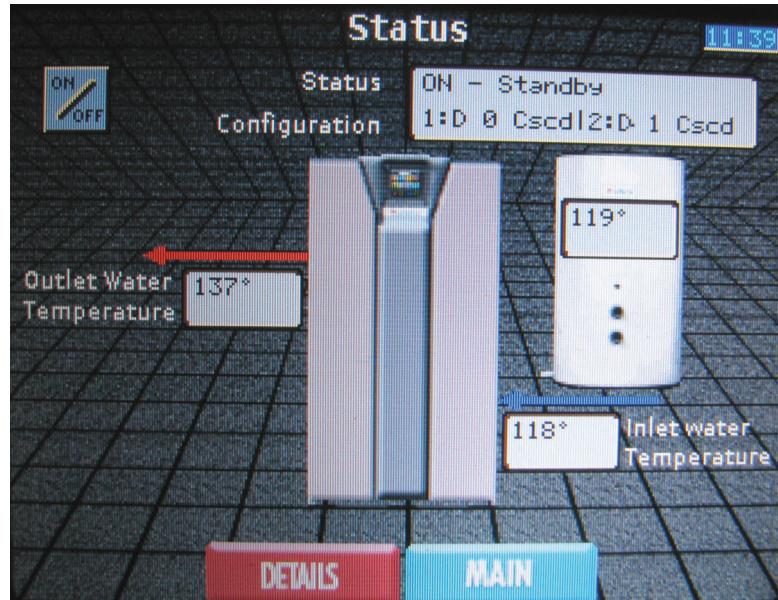 Status
11:39
ON
OFF
Status
ON - Standby
Configuration
1:D 0 Cscd|2:D 1 Cscd
119°
Outlet Water
Temperature
137°
118°
Inlet water
Temperature
DETAILS
MAIN